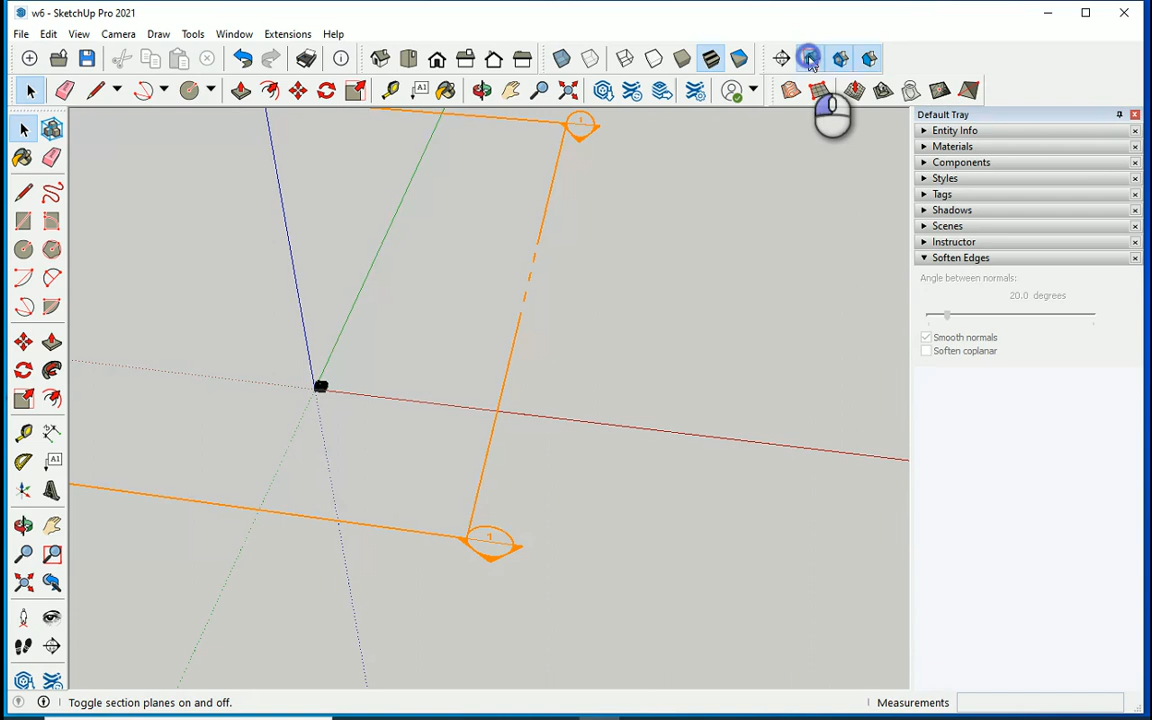 w6 - SketchUp Pro 2021
File Edit View Camera Draw Tools Window Extensions Help
A1
Default Tray
Entity Info
Materials
Components
Styles
Tags
Shadows
Scenes
Instructor
Soften Edges
Angle between normals:
20.0 degrees
Smooth normals
Soften coplanar
A1
1
1
Toggle section planes on and off.
Measurements